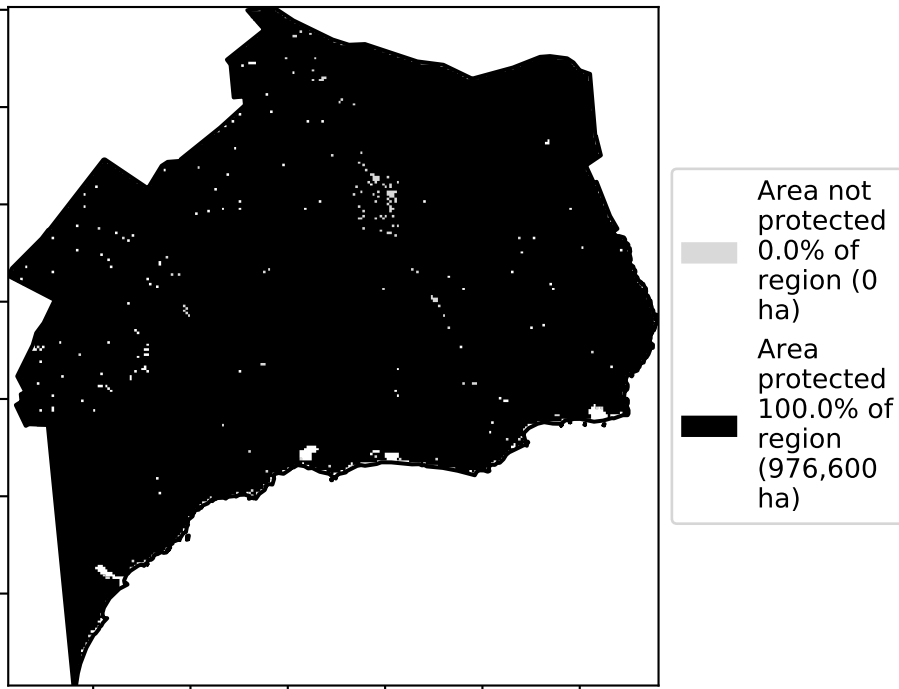 Area not
protected
0.0% of
region (0
ha)
Area
protected
100.0% of
region
(976,600
ha)